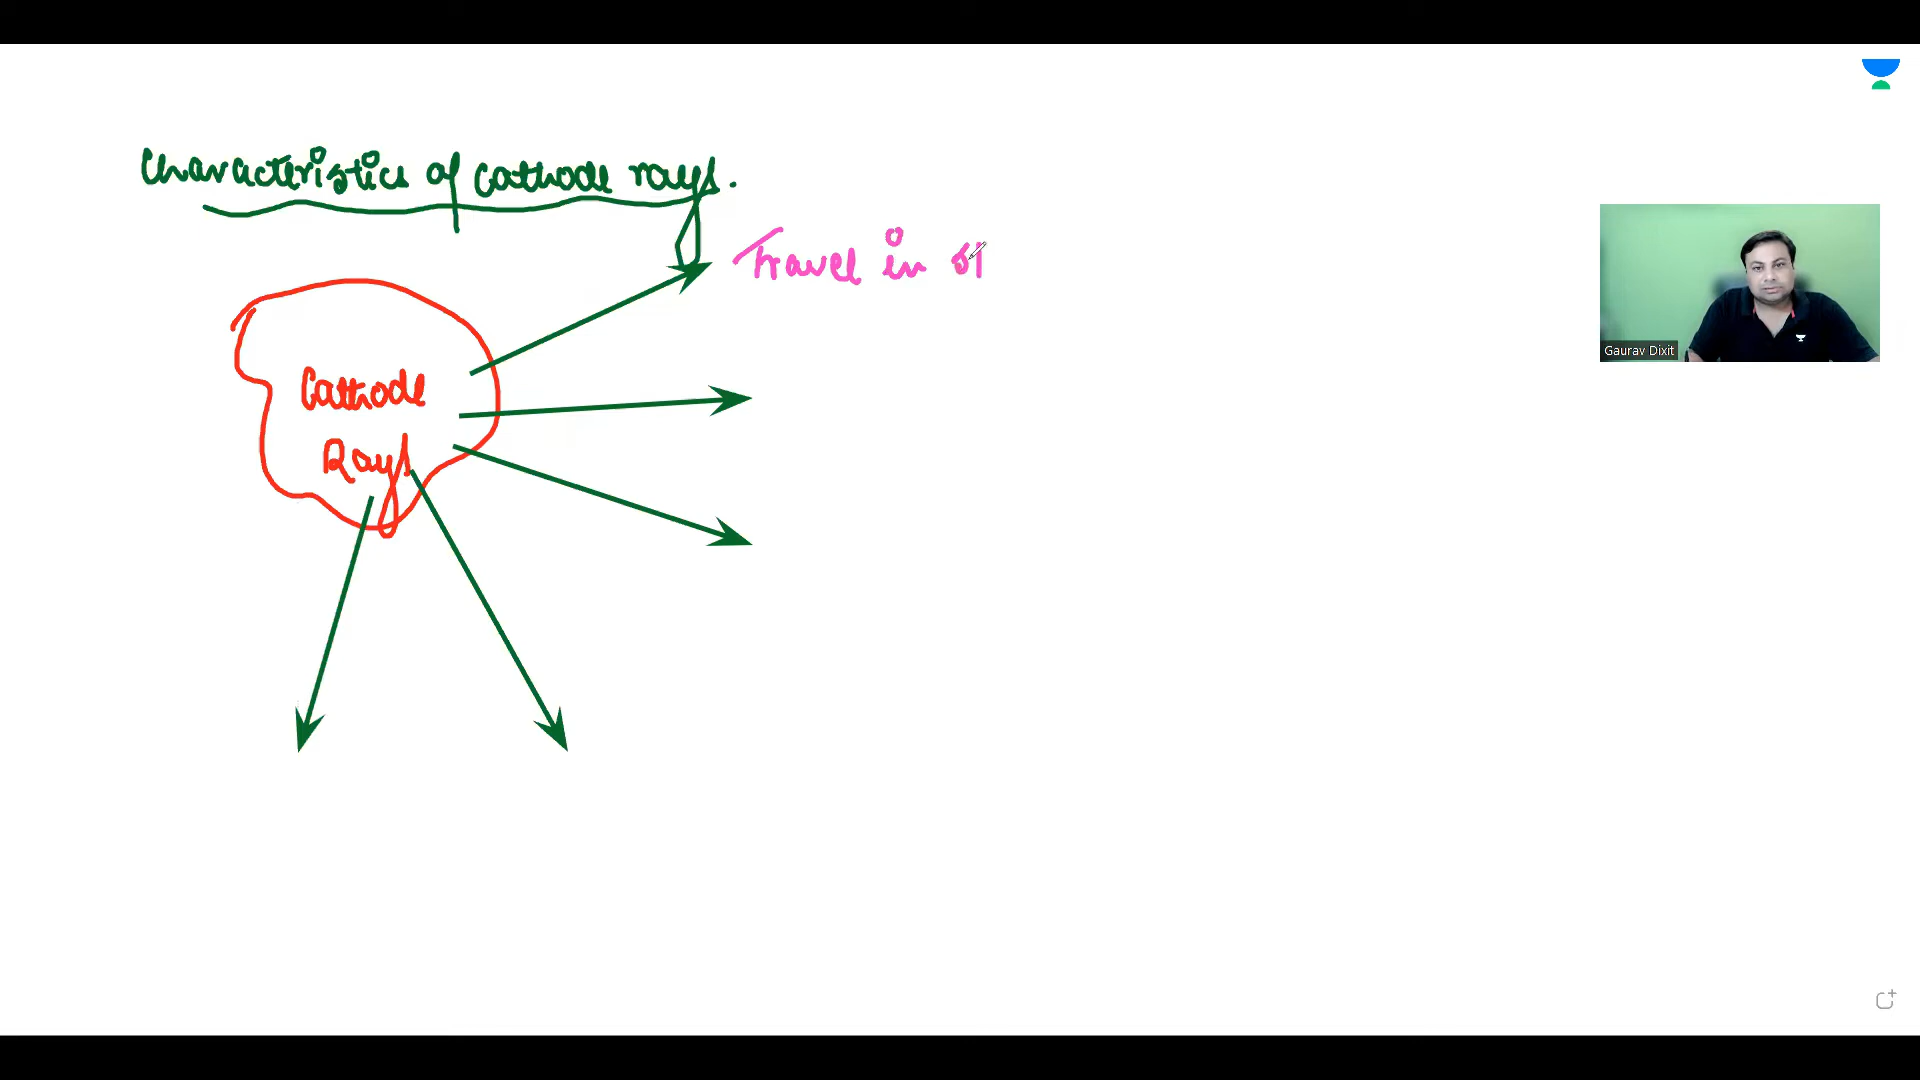 Characteristics of cathode rays.
Travel in st
Cathode
Rays
Gaurav Dixit